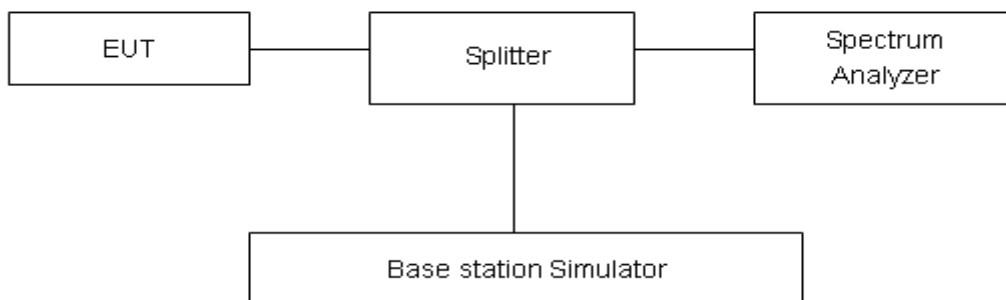 EUT
Splitter
Spectrum
Analyzer
Base station Simulator